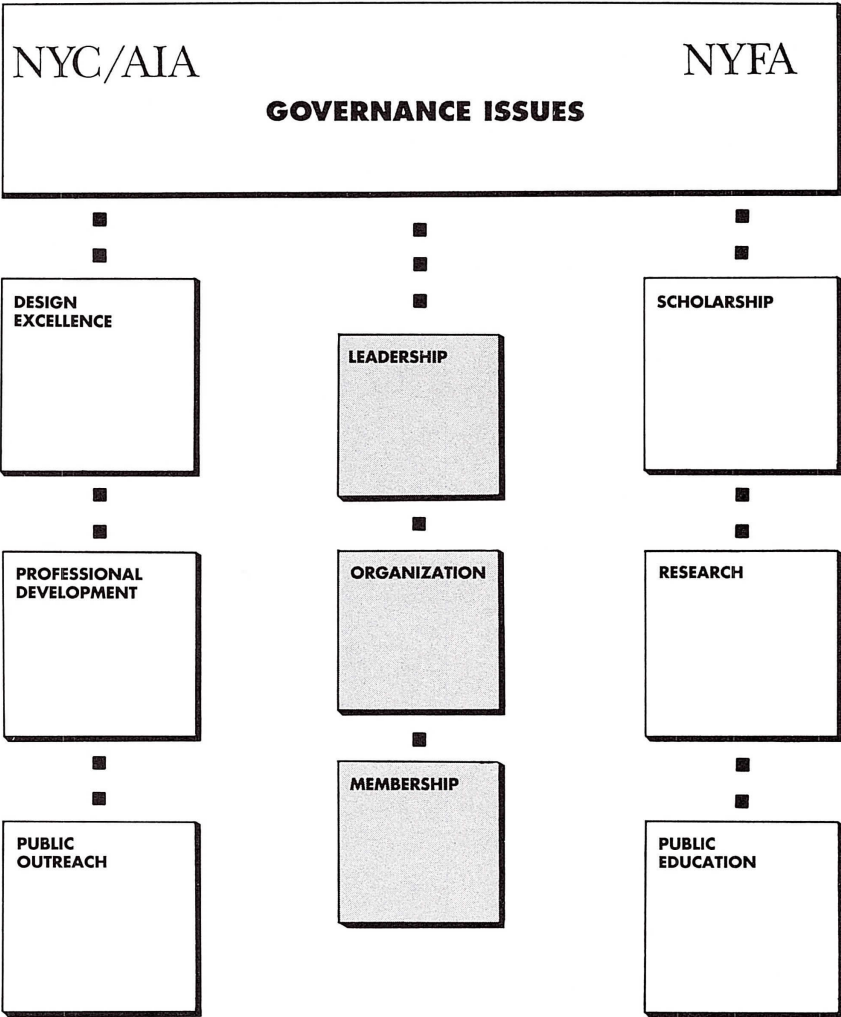 NYC/AIA
NYFA
GOVERNANCE ISSUES
DESIGN
EXCELLENCE
PROFESSIONAL
DEVELOPMENT
PUBLIC
OUTREACH
LEADERSHIP
ORGANIZATION
MEMBERSHIP
SCHOLARSHIP
RESEARCH
PUBLIC
EDUCATION